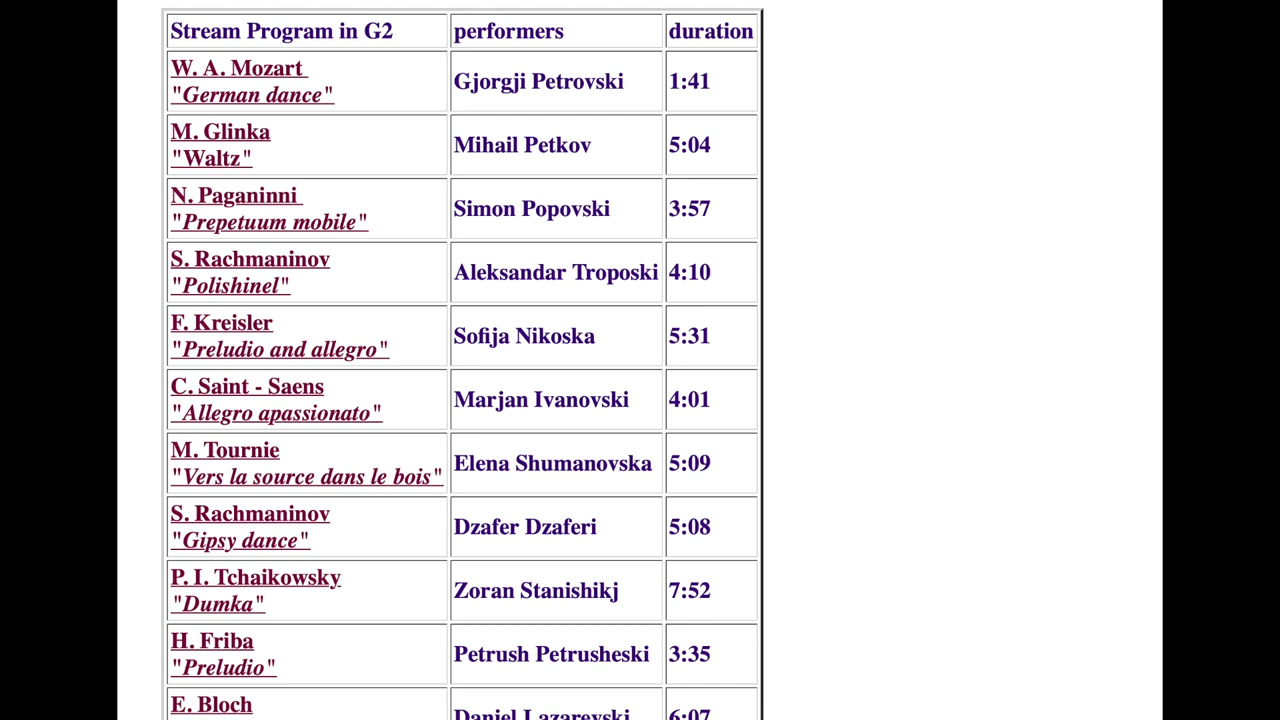 Stream Program in G2 performers duration
W. A. Mozart
"German dance" Gjorgji Petrovski 1:41
M. Glinka
"Waltz" Mihail Petkov 5:04
N. Paganinni
"Prepetuum mobile" Simon Popovski 3:57
S. Rachmaninov
"Polishinel" Aleksandar Troposki 4:10
F. Kreisler
"Preludio and allegro" Sofija Nikoska 5:31
C. Saint - Saens
"Allegro apassionato" Marjan Ivanovski 4:01
M. Tournie
"Vers la source dans le bois" Elena Shumanovska 5:09
S. Rachmaninov
"Gipsy dance" Dzafer Dzaferi 5:08
P. I. Tchaikowsky
"Dumka" Zoran Stanishikj 7:52
H. Friba
"Preludio" Petrush Petrusheski 3:35
E. Bloch
Daniel Lazarevski 6:07